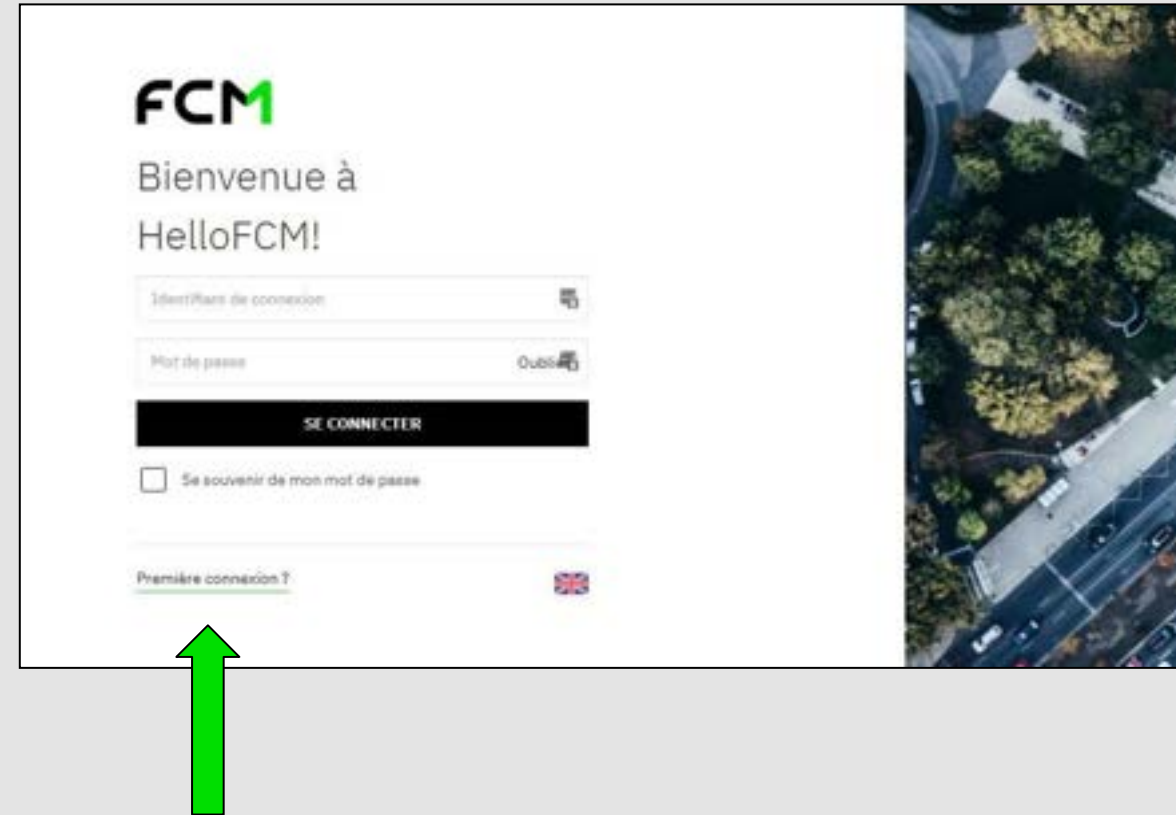 FCM
Bienvenue à
HelloFCM!
Identifiant de connexion
Mot de passe
Oublié
SE CONNECTER
Se souvenir de mon mot de passe
Première connexion ?